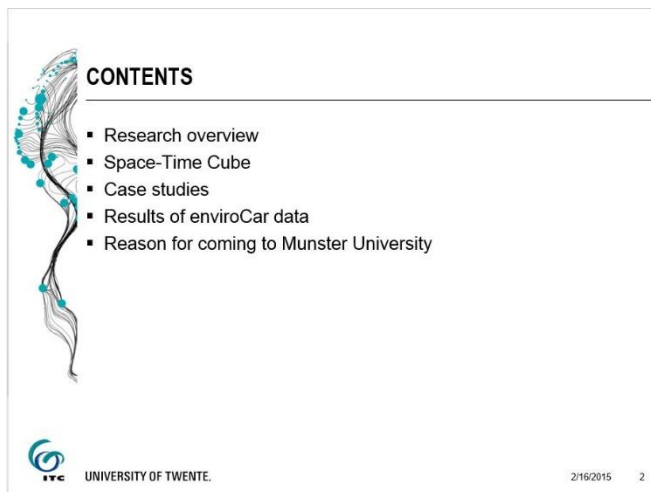 CONTENTS
▪ Research overview
▪ Space-Time Cube
▪ Case studies
▪ Results of enviroCar data
▪ Reason for coming to Munster University
ITC UNIVERSITY OF TWENTE. 2/16/2015 2